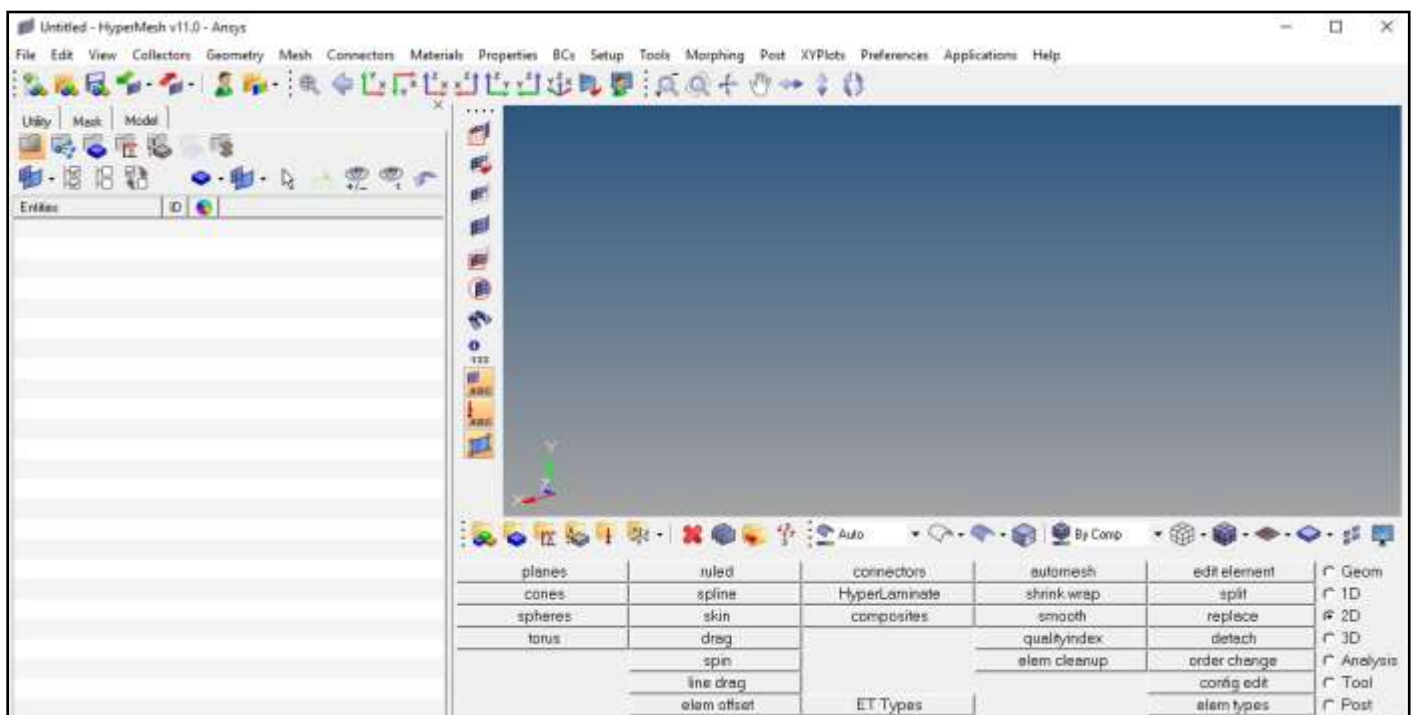 Untitled - HyperMesh v11.0 - Ansys
File Edit View Collectors Geometry Mesh Connectors Materials Properties BCs Setup Tools Morphing Post XYPlots Preferences Applications Help
Utility Mask Model
Entities ID
123
ABC
ABC
Y
Z
X
Auto By Comp
planes ruled connectors automesh edit element Geom
cones spline HyperLaminate shrink wrap split 1D
spheres skin composites smooth replace 2D
torus drag qualityindex detach 3D
spin elem cleanup order change Analysis
line drag config edit Tool
elem offset ET Types elem types Post